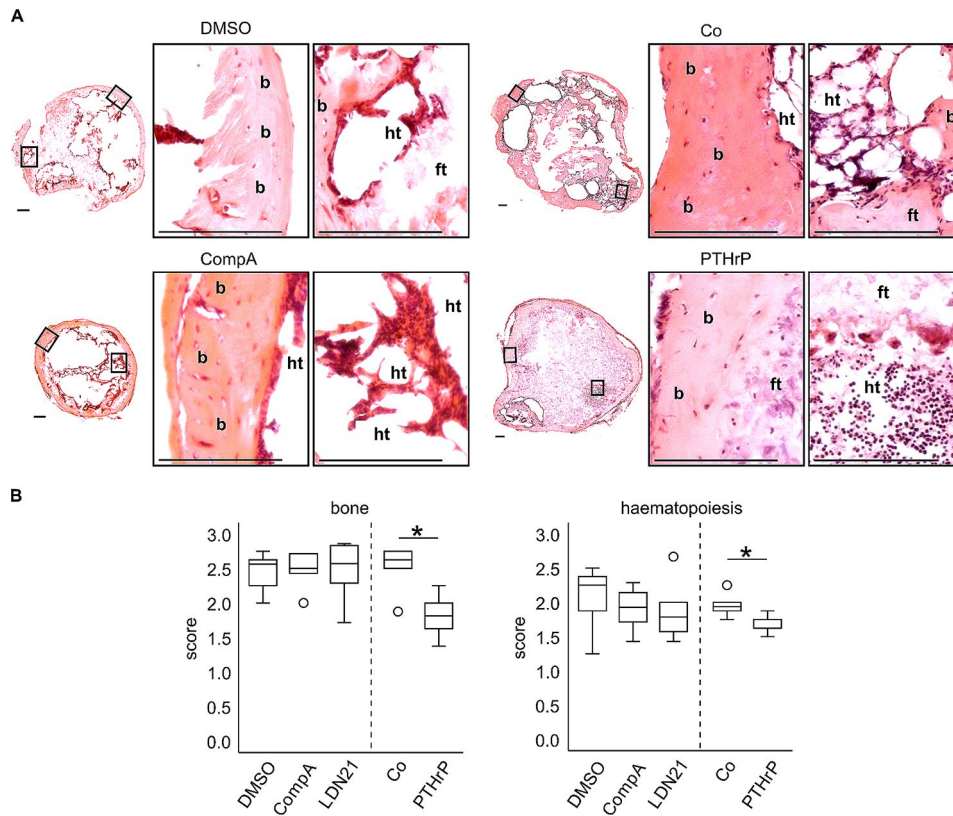 A
DMSO
Co
b
b
b
b
ht
ft
b
b
b
ht
ht
b
ft
CompA
PTHrP
b
b
b
ht
ht
ht
b
b
ft
ft
ht
B
bone
haematopoiesis
*
*
score
3.0
2.5
2.0
1.5
1.0
0.5
0.0
score
3.0
2.5
2.0
1.5
1.0
0.5
0.0
DMSO
CompA
LDN21
Co
PTHrP
DMSO
CompA
LDN21
Co
PTHrP